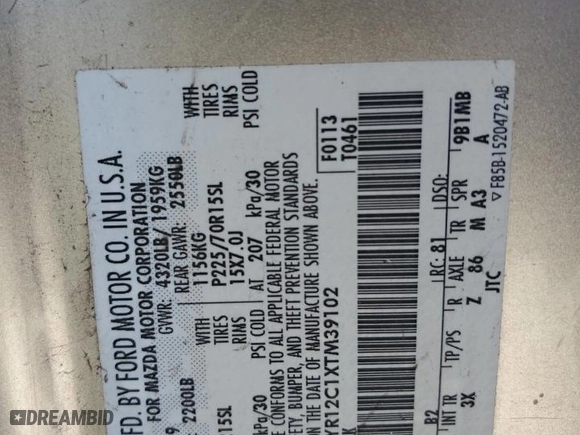 FD. BY FORD MOTOR CO. IN U.S.A.
FOR MAZDA MOTOR CORPORATION
9 GVWR: 4320LB/ 1959KG
REAR GAWR: 2550LB
2200LB 1156KG WITH
15SL P225/70R15SL TIRES
15X7.0J RIMS
kPa/30 PSI COLD AT 207 kPa/30 PSI COLD
E CONFORMS TO ALL APPLICABLE FEDERAL MOTOR
ETY, BUMPER, AND THEFT PREVENTION STANDARDS
ON THE DATE OF MANUFACTURE SHOWN ABOVE.
F0113
T0461
YR12C1XTM39102
RC: 81 DSO:
B2 INT TR TP/PS R AXLE TR SPR 9B1MB
3X Z 86 M A3 A
JTC
F85B-1520472-AB
WITH
TIRES
RIMS
DREAMBID